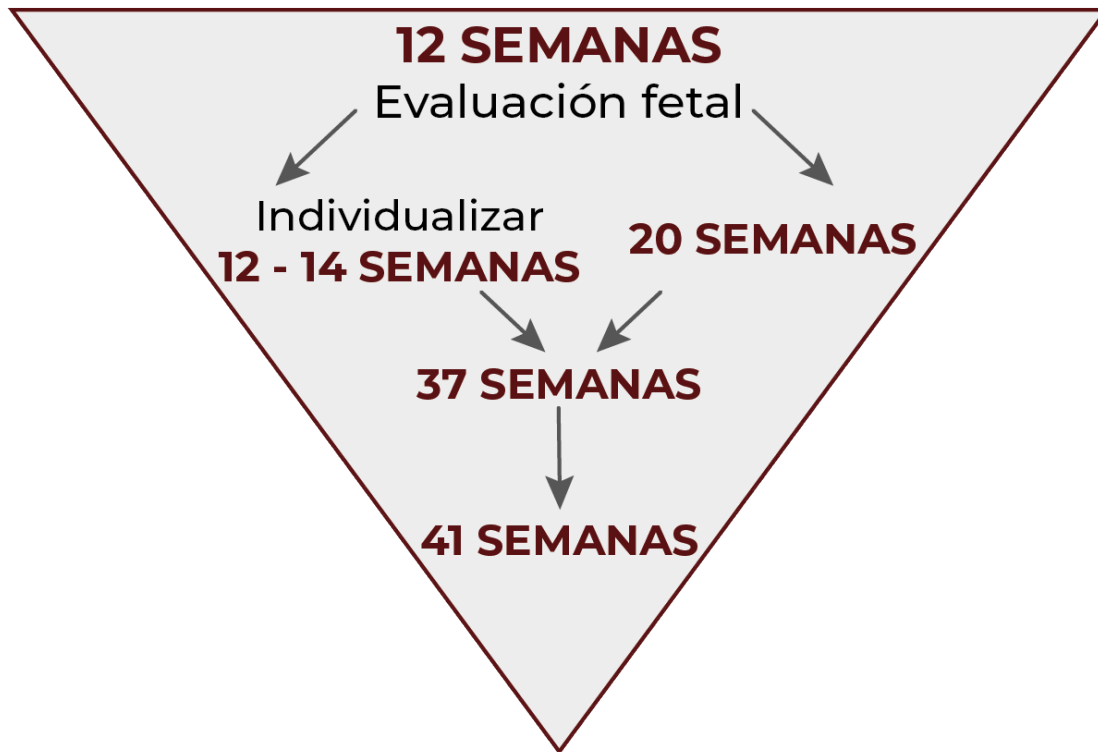 12 SEMANAS
Evaluación fetal
Individualizar
12 - 14 SEMANAS
20 SEMANAS
37 SEMANAS
41 SEMANAS